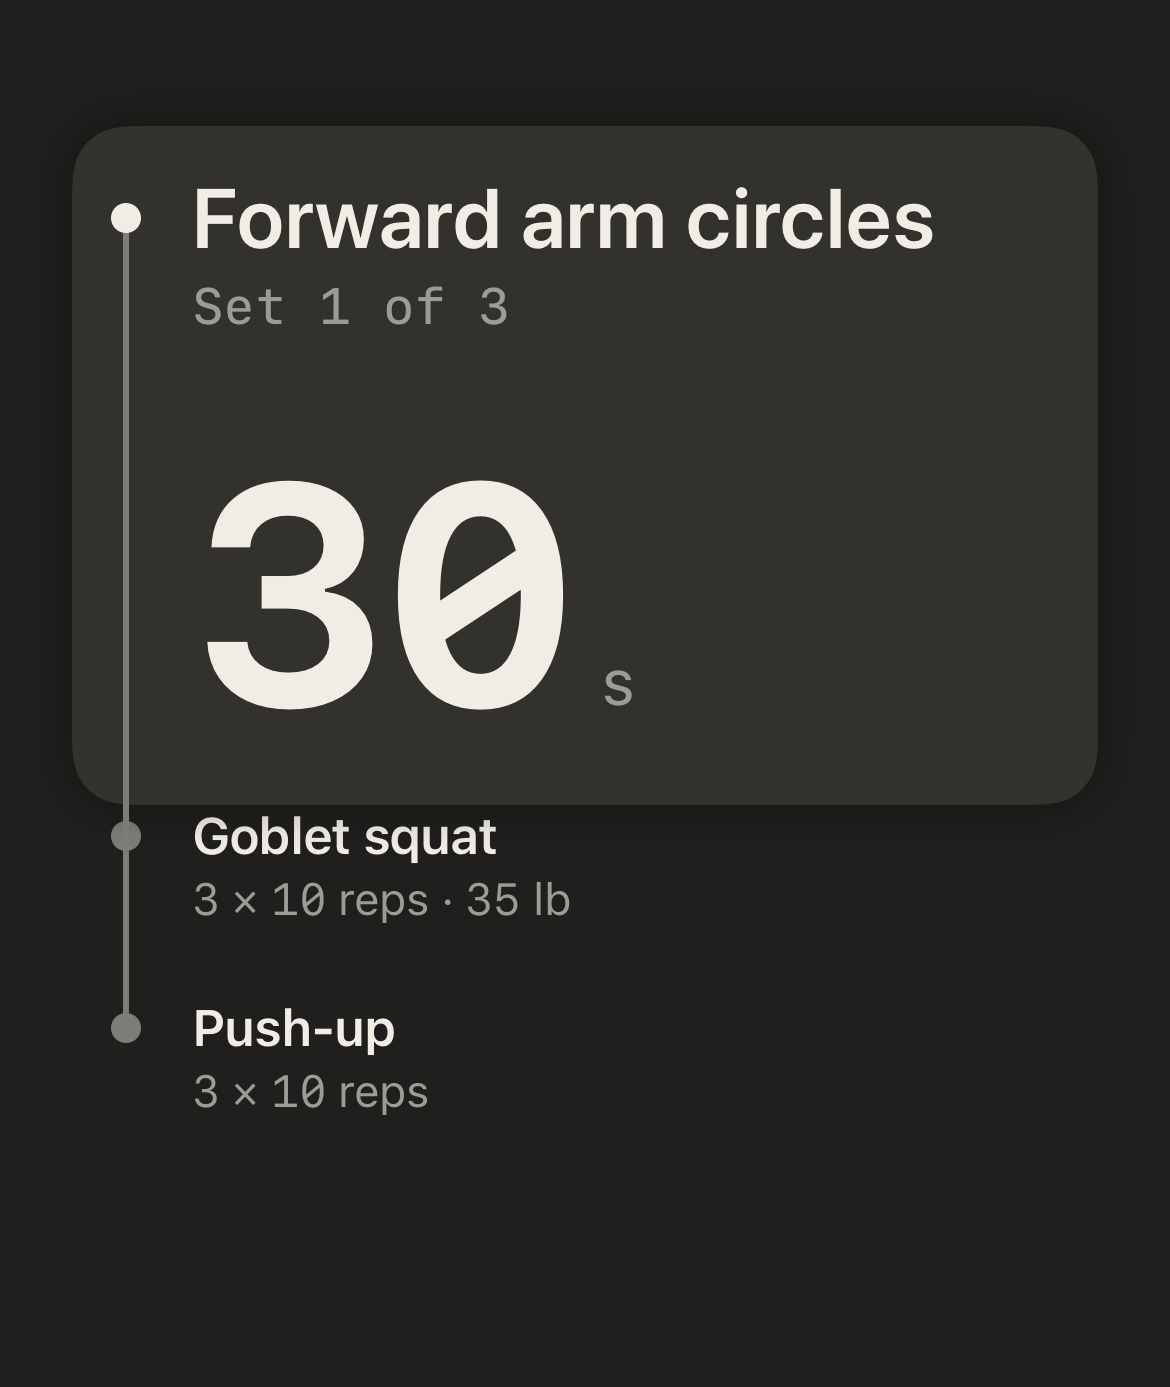 Forward arm circles
Set 1 of 3
30 s
Goblet squat
3 × 10 reps · 35 lb
Push-up
3 × 10 reps